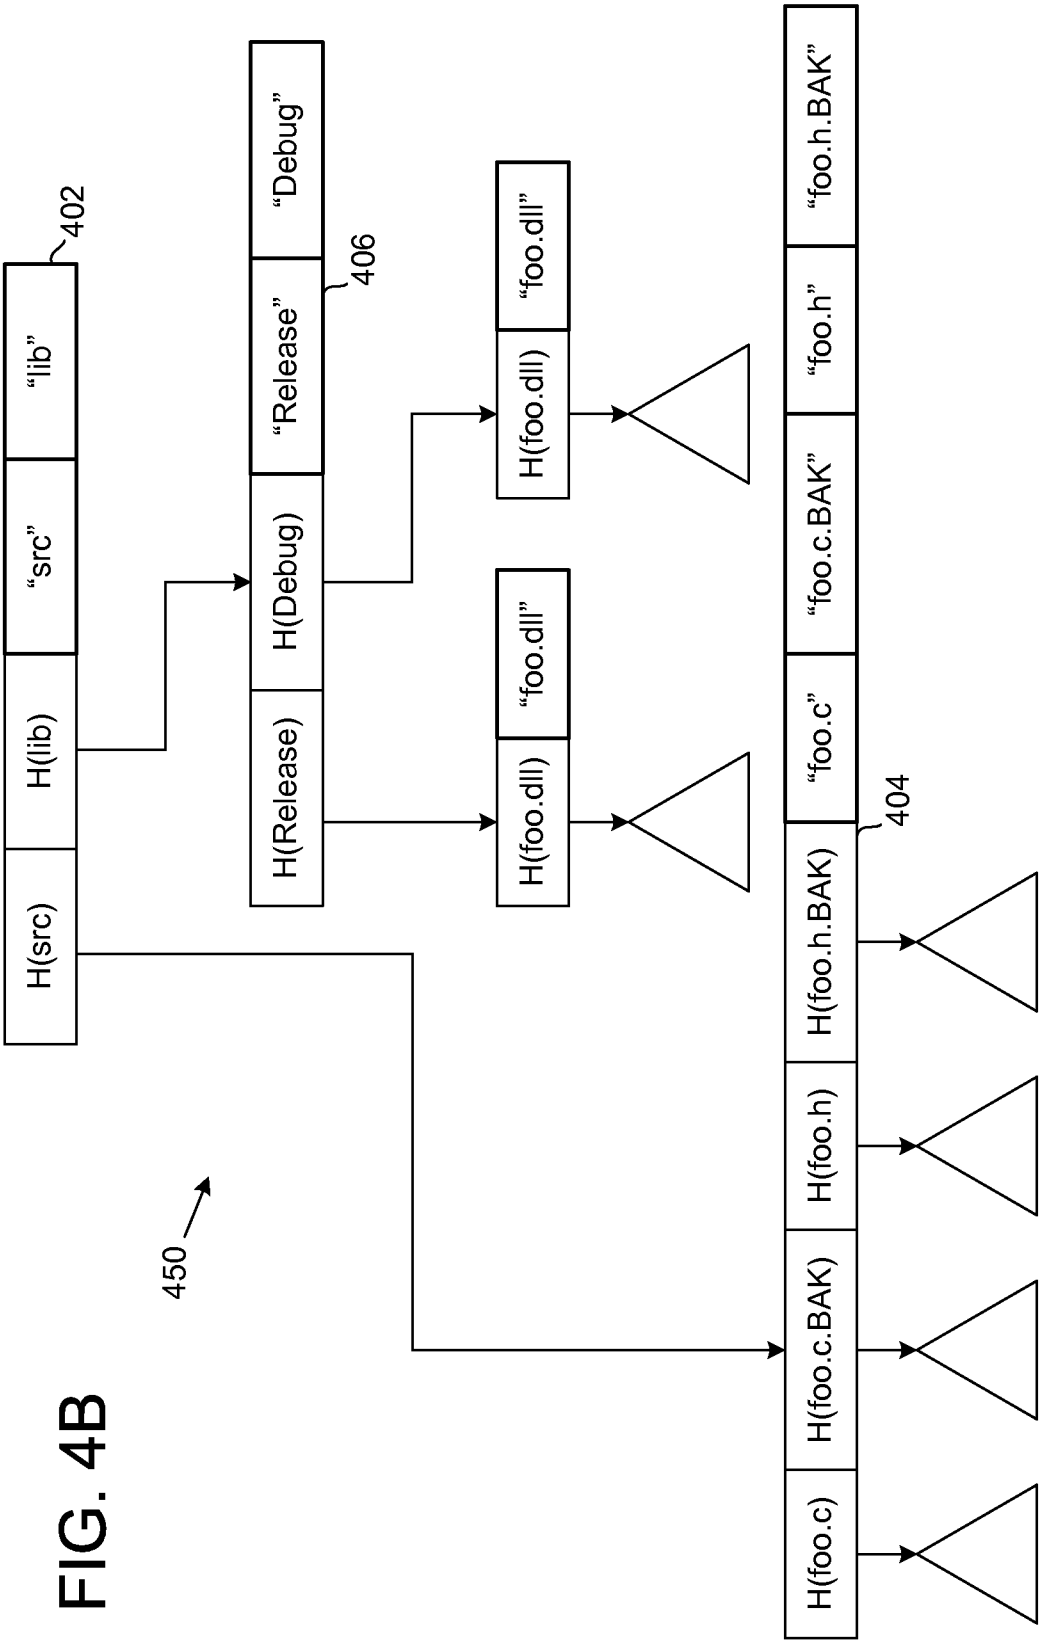 FIG. 4B
450
402
H(src) H(lib) “src” “lib”
H(Release) H(Debug) “Release” “Debug”
406
H(foo.dll) “foo.dll” H(foo.dll) “foo.dll”
H(foo.c) H(foo.c.BAK) H(foo.h) H(foo.h.BAK) “foo.c” “foo.c.BAK” “foo.h” “foo.h.BAK”
404